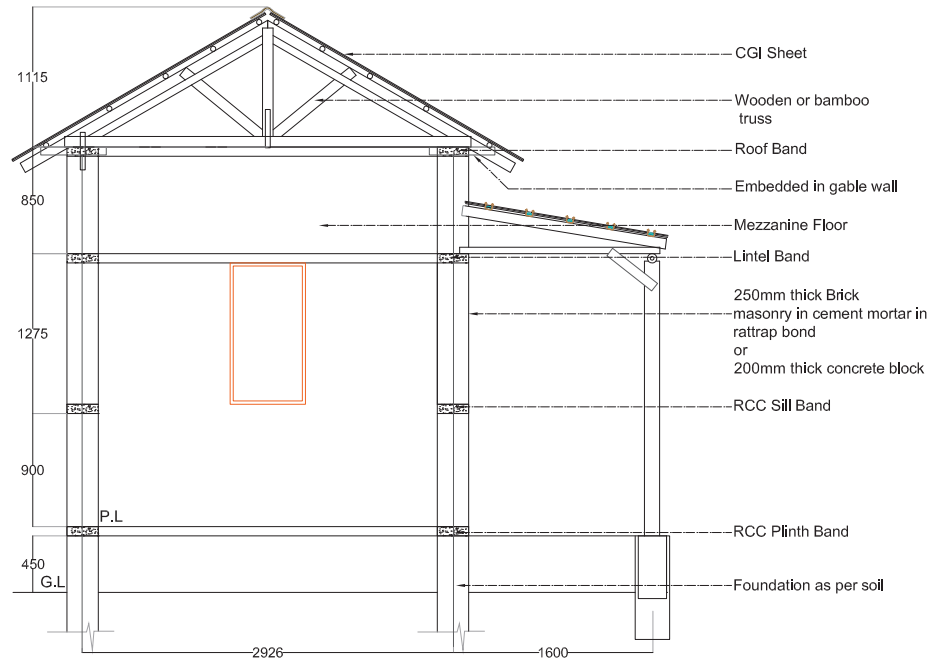 CGI Sheet
1115
Wooden or bamboo
truss
Roof Band
Embedded in gable wall
850
Mezzanine Floor
Lintel Band
250mm thick Brick
masonry in cement mortar in
rattrap bond
or
200mm thick concrete block
1275
RCC Sill Band
900
P.L
RCC Plinth Band
450
G.L
Foundation as per soil
2926
1600